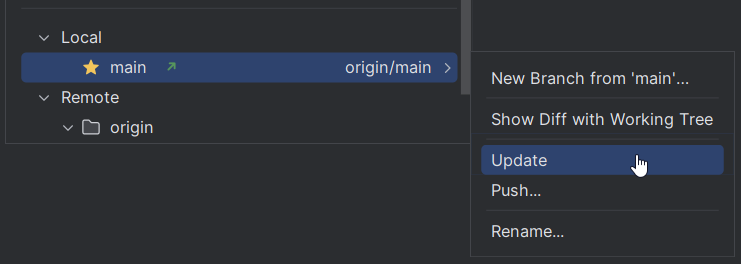 Local
main origin/main
Remote
origin
New Branch from 'main'...
Show Diff with Working Tree
Update
Push...
Rename...